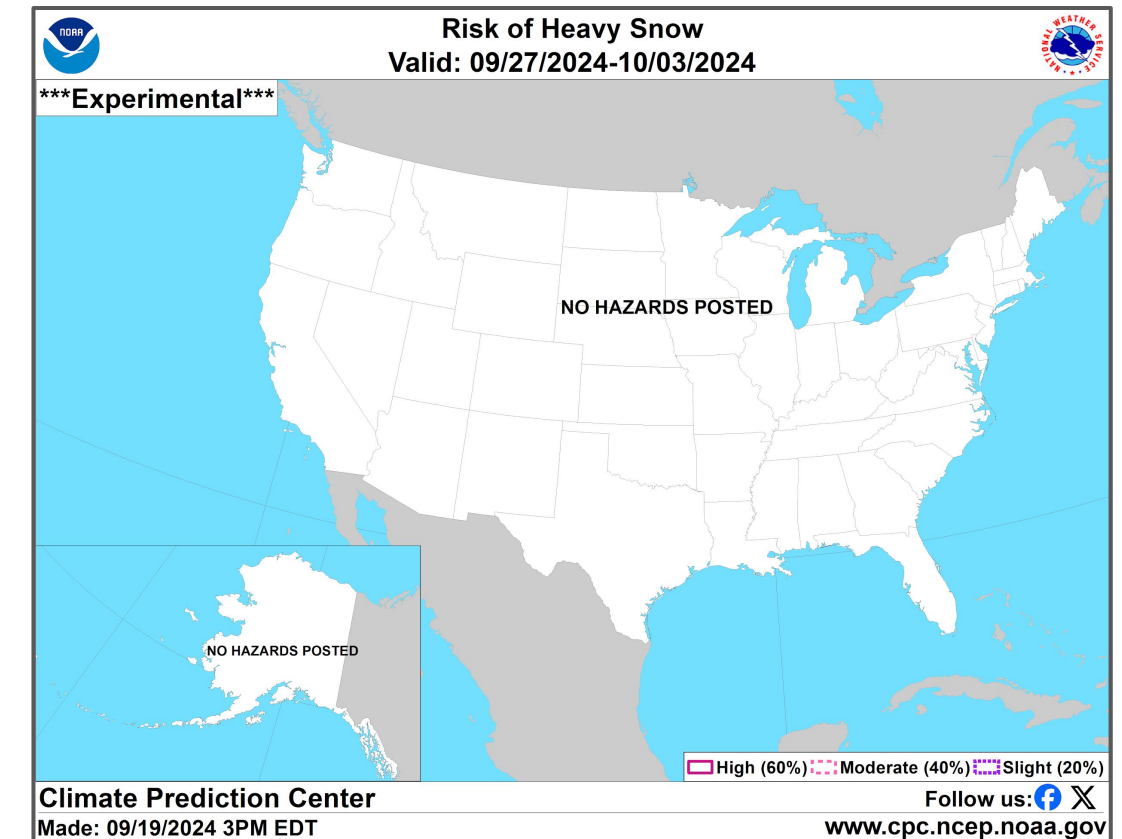 NOAA
Risk of Heavy Snow
Valid: 09/27/2024-10/03/2024
NATIONAL WEATHER SERVICE
***Experimental***
NO HAZARDS POSTED
NO HAZARDS POSTED
High (60%) Moderate (40%) Slight (20%)
Climate Prediction Center
Follow us:
Made: 09/19/2024 3PM EDT
www.cpc.ncep.noaa.gov